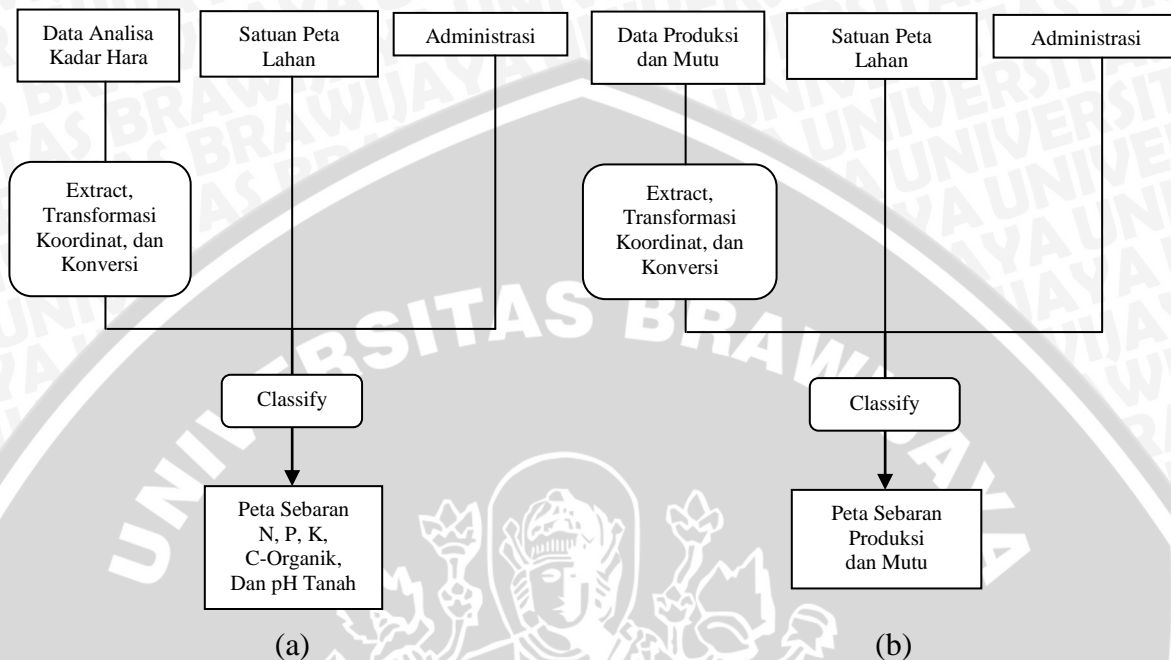 Data Analisa
Kadar Hara
Satuan Peta
Lahan
Administrasi
Extract,
Transformasi
Koordinat, dan
Konversi
Classify
Peta Sebaran
N, P, K,
C-Organik,
Dan pH Tanah
(a)
Data Produksi
dan Mutu
Satuan Peta
Lahan
Administrasi
Extract,
Transformasi
Koordinat, dan
Konversi
Classify
Peta Sebaran
Produksi
dan Mutu
(b)
UNIVERSITAS BRAWIJAYA